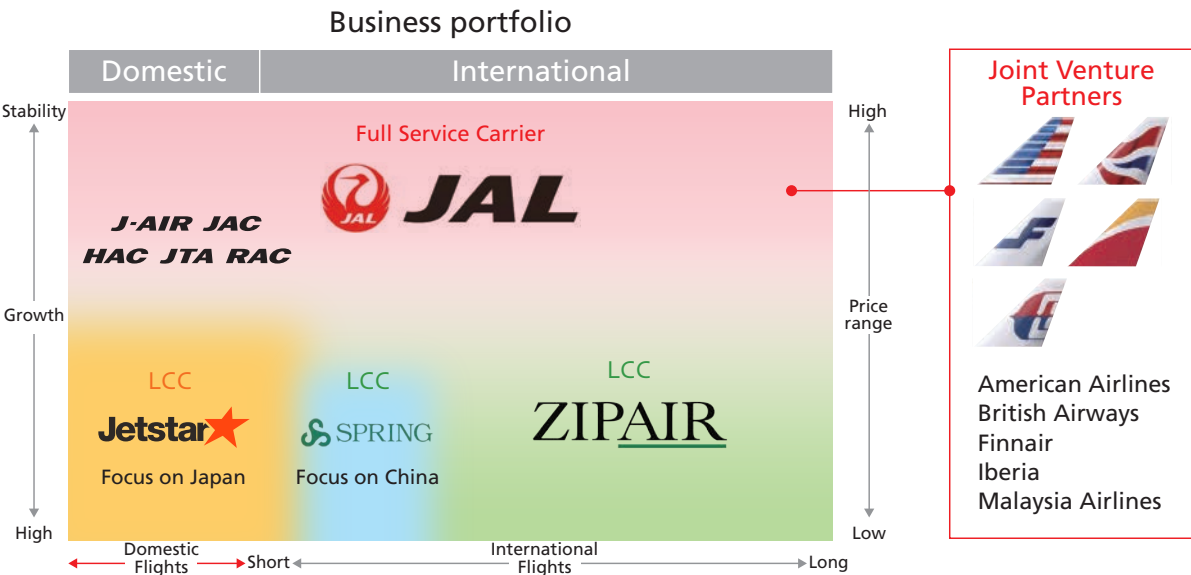 Business portfolio
Domestic
International
Stability
Growth
High
Full Service Carrier
JAL
JAL
J-AIR JAC
HAC JTA RAC
LCC
Jetstar
Focus on Japan
LCC
SPRING
Focus on China
LCC
ZIPAIR
High
Price
range
Low
Domestic
Flights
Short
International
Flights
Long
Joint Venture
Partners
American Airlines
British Airways
Finnair
Iberia
Malaysia Airlines